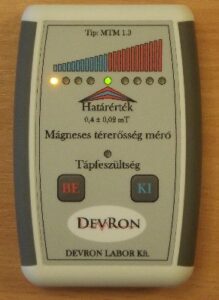 Tip: MTM 1.3
Határérték
0,4 ± 0,08 mT
Mágneses térerősség mérő
Tápfeszültség
BE KI
DEVRON
DEVRON LABOR Kft.